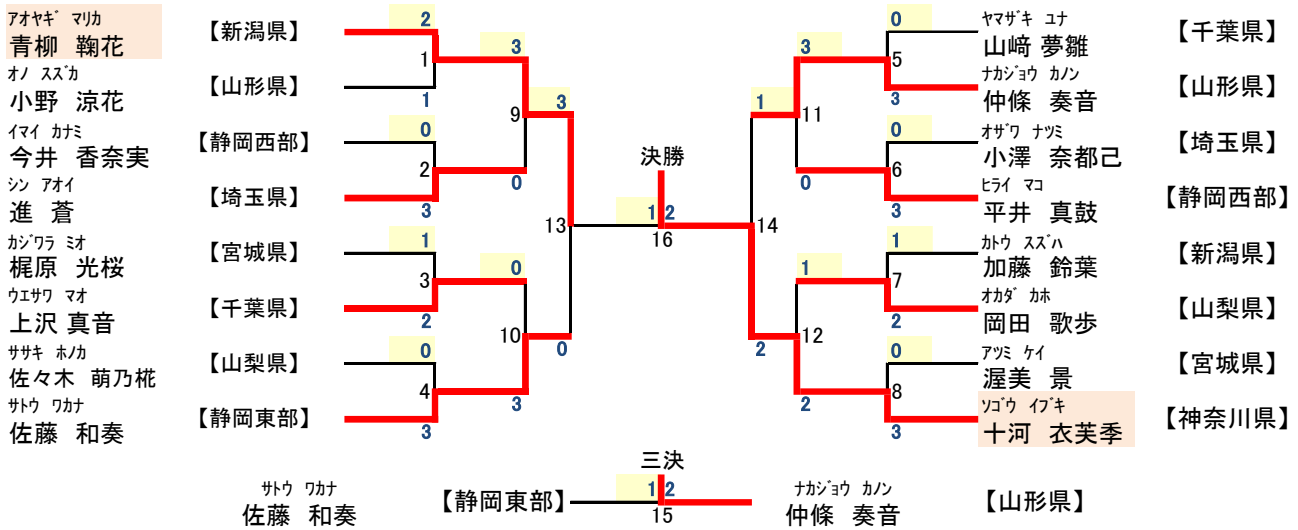 アオヤギ マリカ
青柳 鞠花 【新潟県】 2
1
オノ スズカ
小野 涼花 【山形県】 1
イマイ カナミ
今井 香奈実 【静岡西部】 0
2
シン アオイ
進 蒼 【埼玉県】 3
カジワラ ミオ
梶原 光桜 【宮城県】 1
3
ウエサワ マオ
上沢 真音 【千葉県】 2
ササキ ホノカ
佐々木 萌乃椛 【山梨県】 0
4
サトウ ワカナ
佐藤 和奏 【静岡東部】 3
3
9
0
0
10
3
3
13
0
決勝
1 2
16
1
14
2
3
11
0
1
12
2
ヤマザキ ユナ
0 山﨑 夢雛 【千葉県】
5
ナカジョウ カノン
3 仲條 奏音 【山形県】
オザワ ナツミ
0 小澤 奈都己 【埼玉県】
6
ヒライ マコ
3 平井 真鼓 【静岡西部】
カトウ スズハ
1 加藤 鈴葉 【新潟県】
7
オカダ カホ
2 岡田 歌歩 【山梨県】
アツミ ケイ
0 渥美 景 【宮城県】
8
ソゴウ イブキ
3 十河 衣芙季 【神奈川県】
三決
サトウ ワカナ
佐藤 和奏 【静岡東部】 1 2
15
ナカジョウ カノン
仲條 奏音 【山形県】